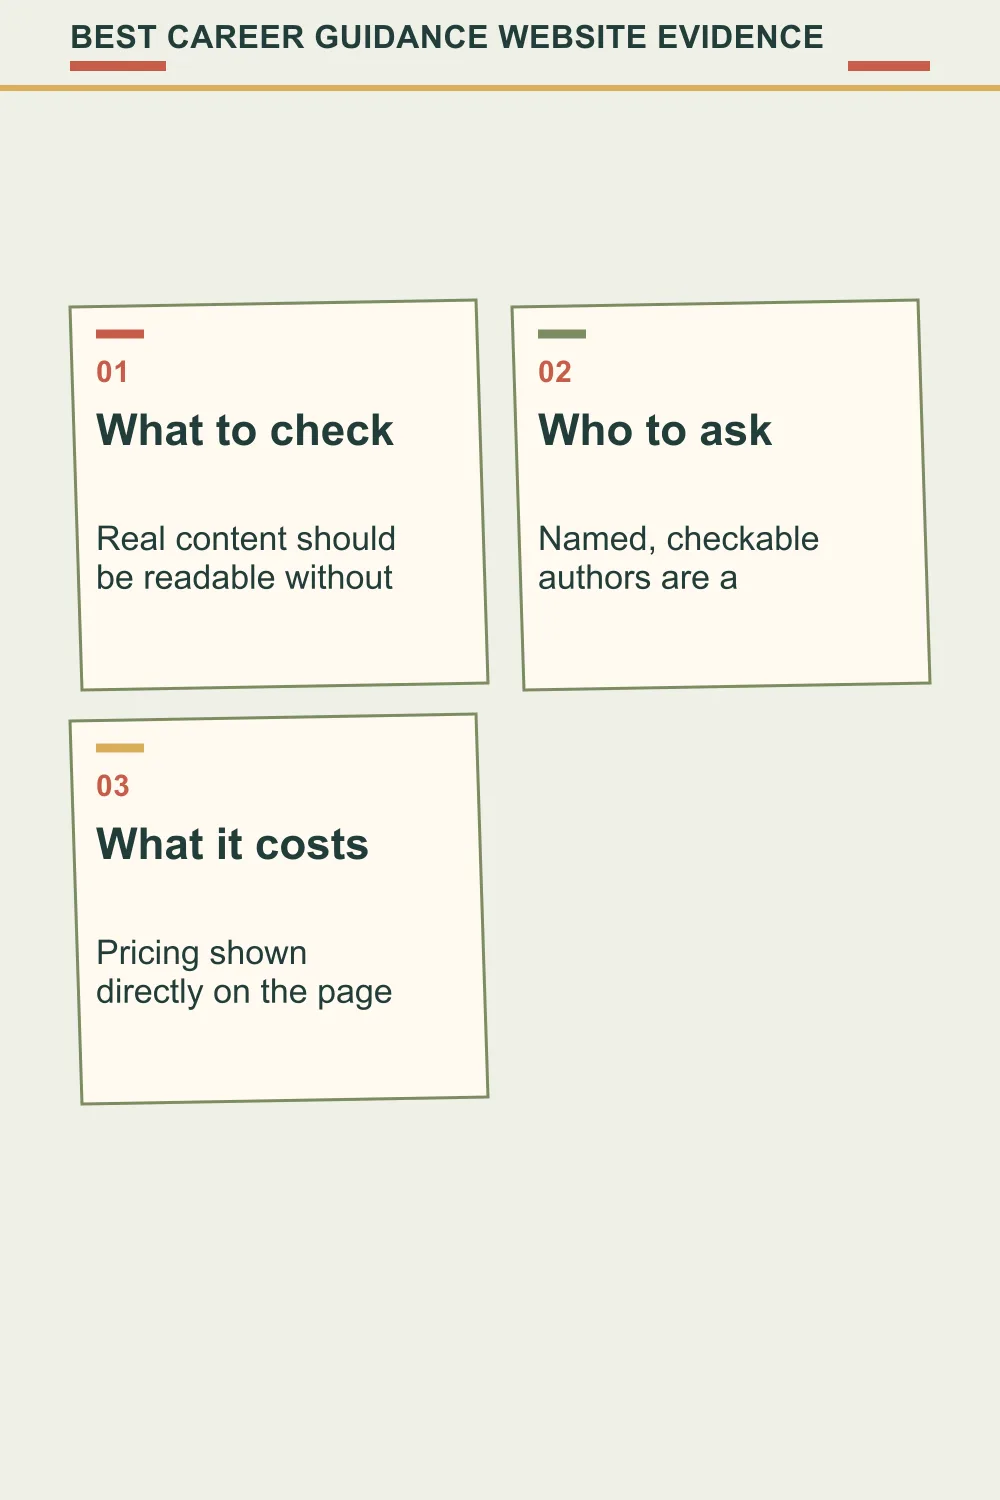 BEST CAREER GUIDANCE WEBSITE EVIDENCE
01
What to check
Real content should
be readable without
02
Who to ask
Named, checkable
authors are a
03
What it costs
Pricing shown
directly on the page